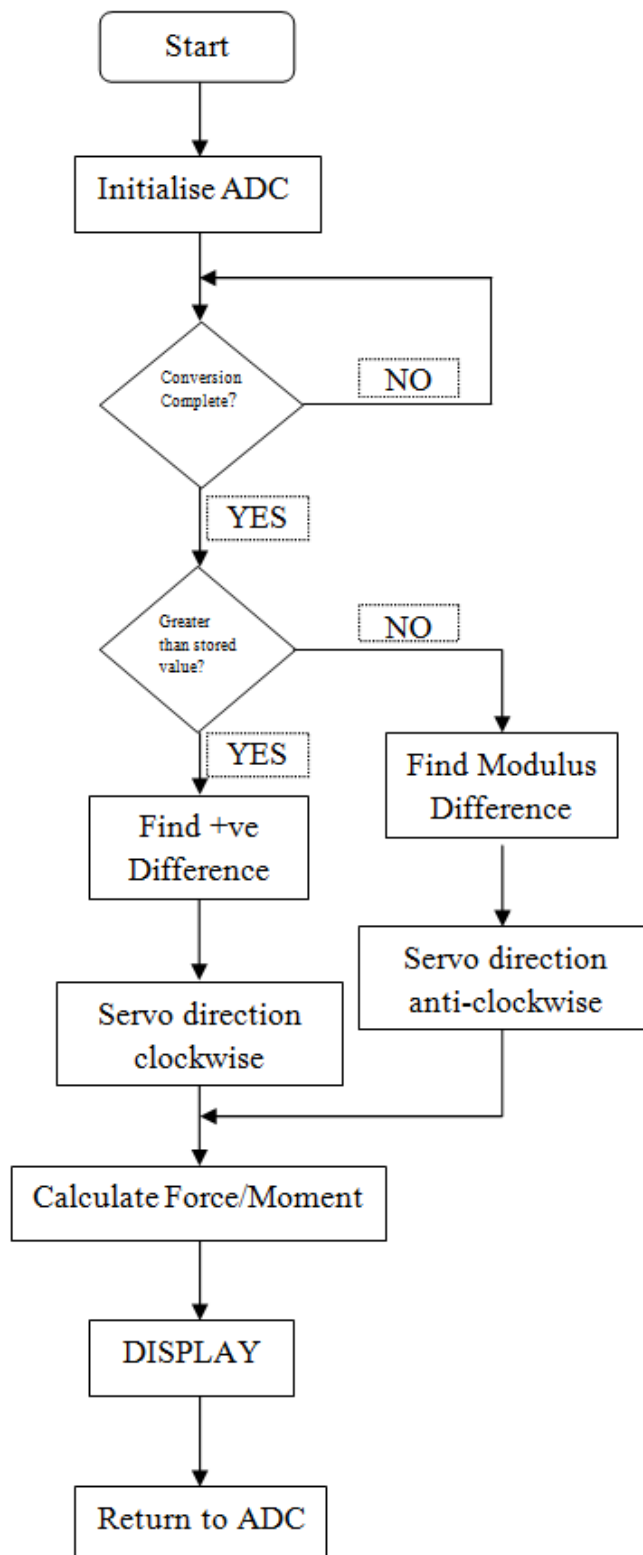 Start
Initialise ADC
Conversion
Complete?
NO
YES
Greater
than stored
value?
NO
YES
Find Modulus
Difference
Find +ve
Difference
Servo direction
anti-clockwise
Servo direction
clockwise
Calculate Force/Moment
DISPLAY
Return to ADC